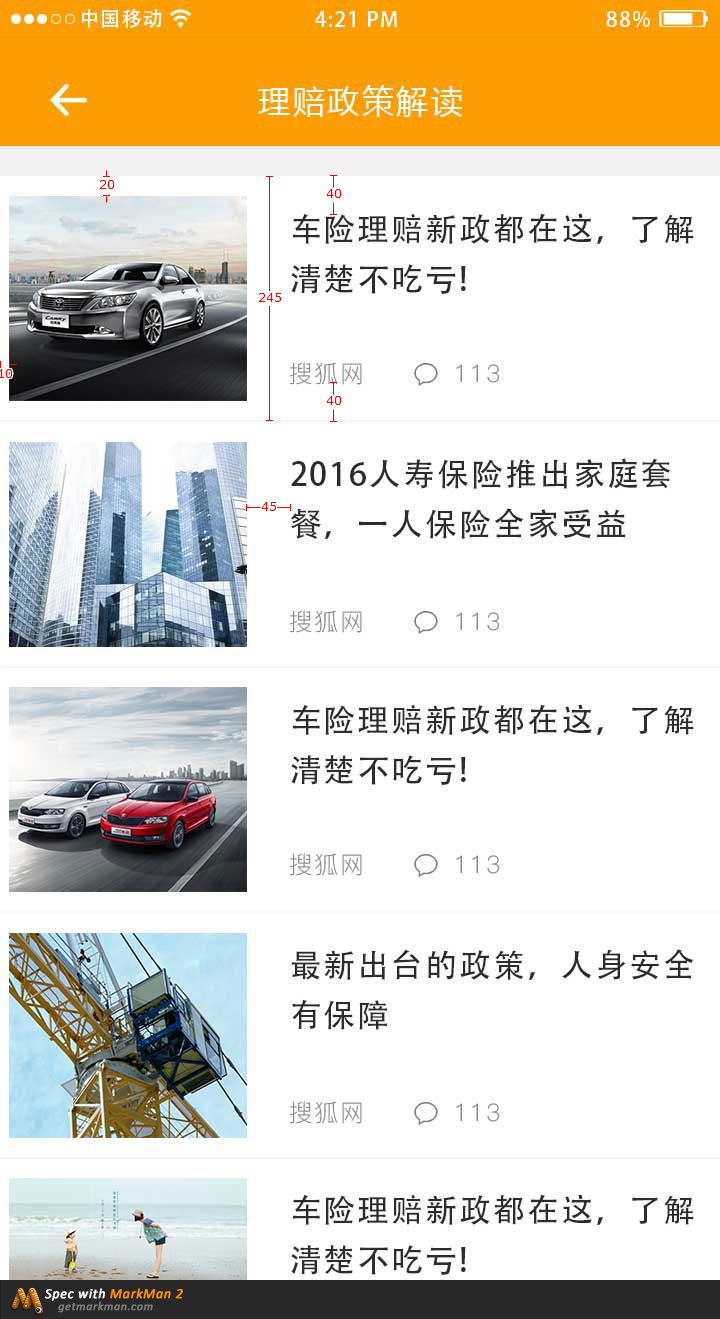 中国移动 4:21 PM 88%
理赔政策解读
20
40
车险理赔新政都在这，了解
清楚不吃亏!
245
CAMRY
10
搜狐网 113
40
2016人寿保险推出家庭套
45
餐，一人保险全家受益
搜狐网 113
车险理赔新政都在这，了解
清楚不吃亏!
搜狐网 113
最新出台的政策，人身安全
有保障
搜狐网 113
车险理赔新政都在这，了解
清楚不吃亏!
Spec with MarkMan 2
getmarkman.com